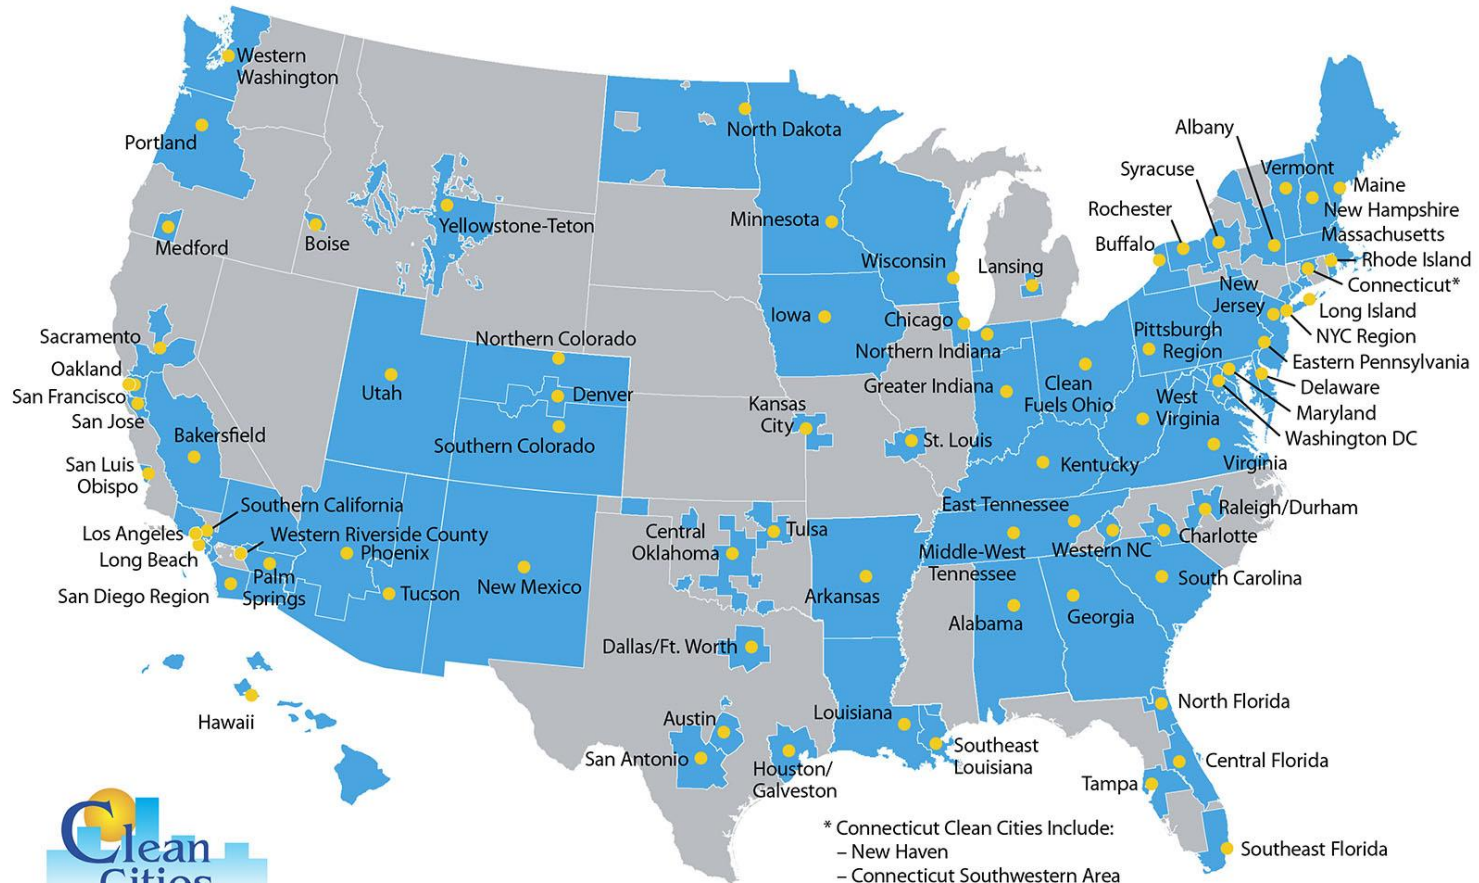 Western
Washington
Portland
Medford
Boise
Yellowstone-Teton
North Dakota
Minnesota
Wisconsin
Iowa
Chicago
Northern Indiana
Greater Indiana
Lansing
Albany
Syracuse
Rochester
Buffalo
Vermont
Maine
New Hampshire
Massachusetts
Rhode Island
Connecticut*
Long Island
NYC Region
New
Jersey
Eastern Pennsylvania
Pittsburgh
Region
Delaware
Maryland
Washington DC
Clean
Fuels Ohio
West
Virginia
Virginia
Kentucky
Sacramento
Oakland
San Francisco
San Jose
Bakersfield
San Luis
Obispo
Southern California
Los Angeles
Western Riverside County
Long Beach
Palm
Springs
San Diego Region
Phoenix
Tucson
Utah
Northern Colorado
Denver
Southern Colorado
New Mexico
Kansas
City
St. Louis
Central
Oklahoma
Tulsa
Arkansas
East Tennessee
Middle-West
Tennessee
Western NC
Raleigh/Durham
Charlotte
South Carolina
Georgia
Alabama
Dallas/Ft. Worth
Austin
San Antonio
Houston/
Galveston
Louisiana
Southeast
Louisiana
North Florida
Central Florida
Tampa
Southeast Florida
Hawaii
Clean
Cities
* Connecticut Clean Cities Include:
– New Haven
– Connecticut Southwestern Area